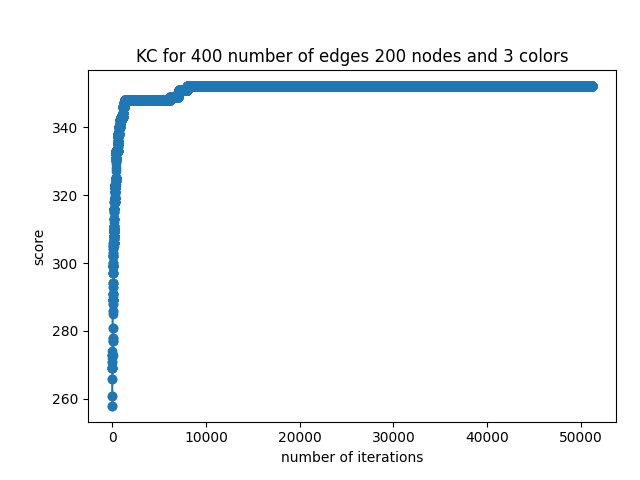 KC for 400 number of edges 200 nodes and 3 colors
340
320
300
280
260
score
0 10000 20000 30000 40000 50000
number of iterations